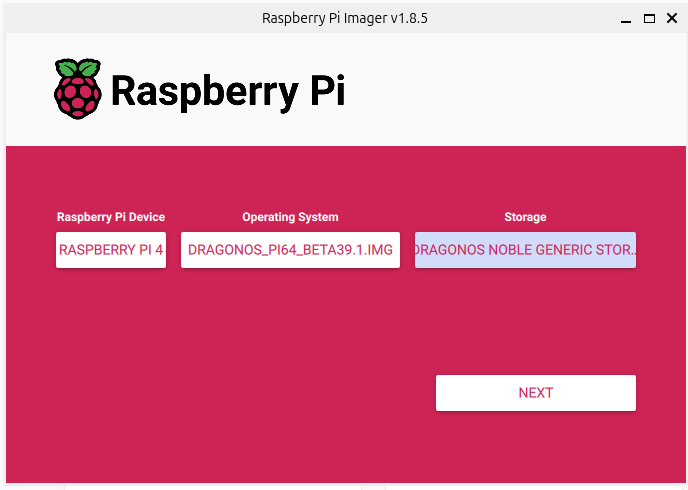 Raspberry Pi Imager v1.8.5
Raspberry Pi
Raspberry Pi Device
Operating System
Storage
RASPBERRY PI 4
DRAGONOS_PI64_BETA39.1.IMG
DRAGONOS NOBLE GENERIC STOR...
NEXT